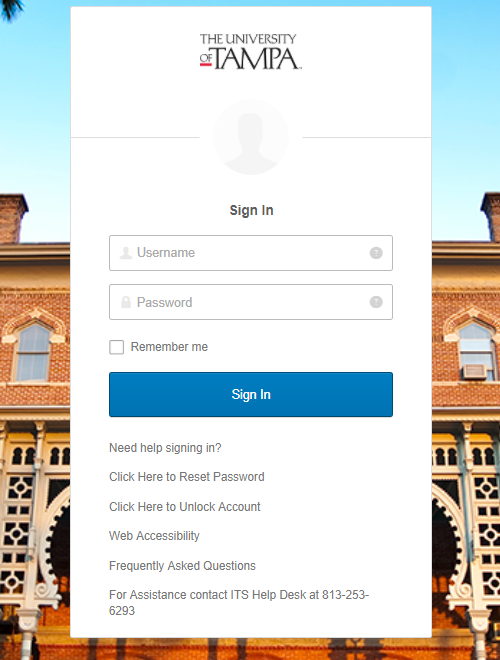 THE UNIVERSITY
OF TAMPA
Sign In
Username ?
Password ?
Remember me
Sign In
Need help signing in?
Click Here to Reset Password
Click Here to Unlock Account
Web Accessibility
Frequently Asked Questions
For Assistance contact ITS Help Desk at 813-253-
6293